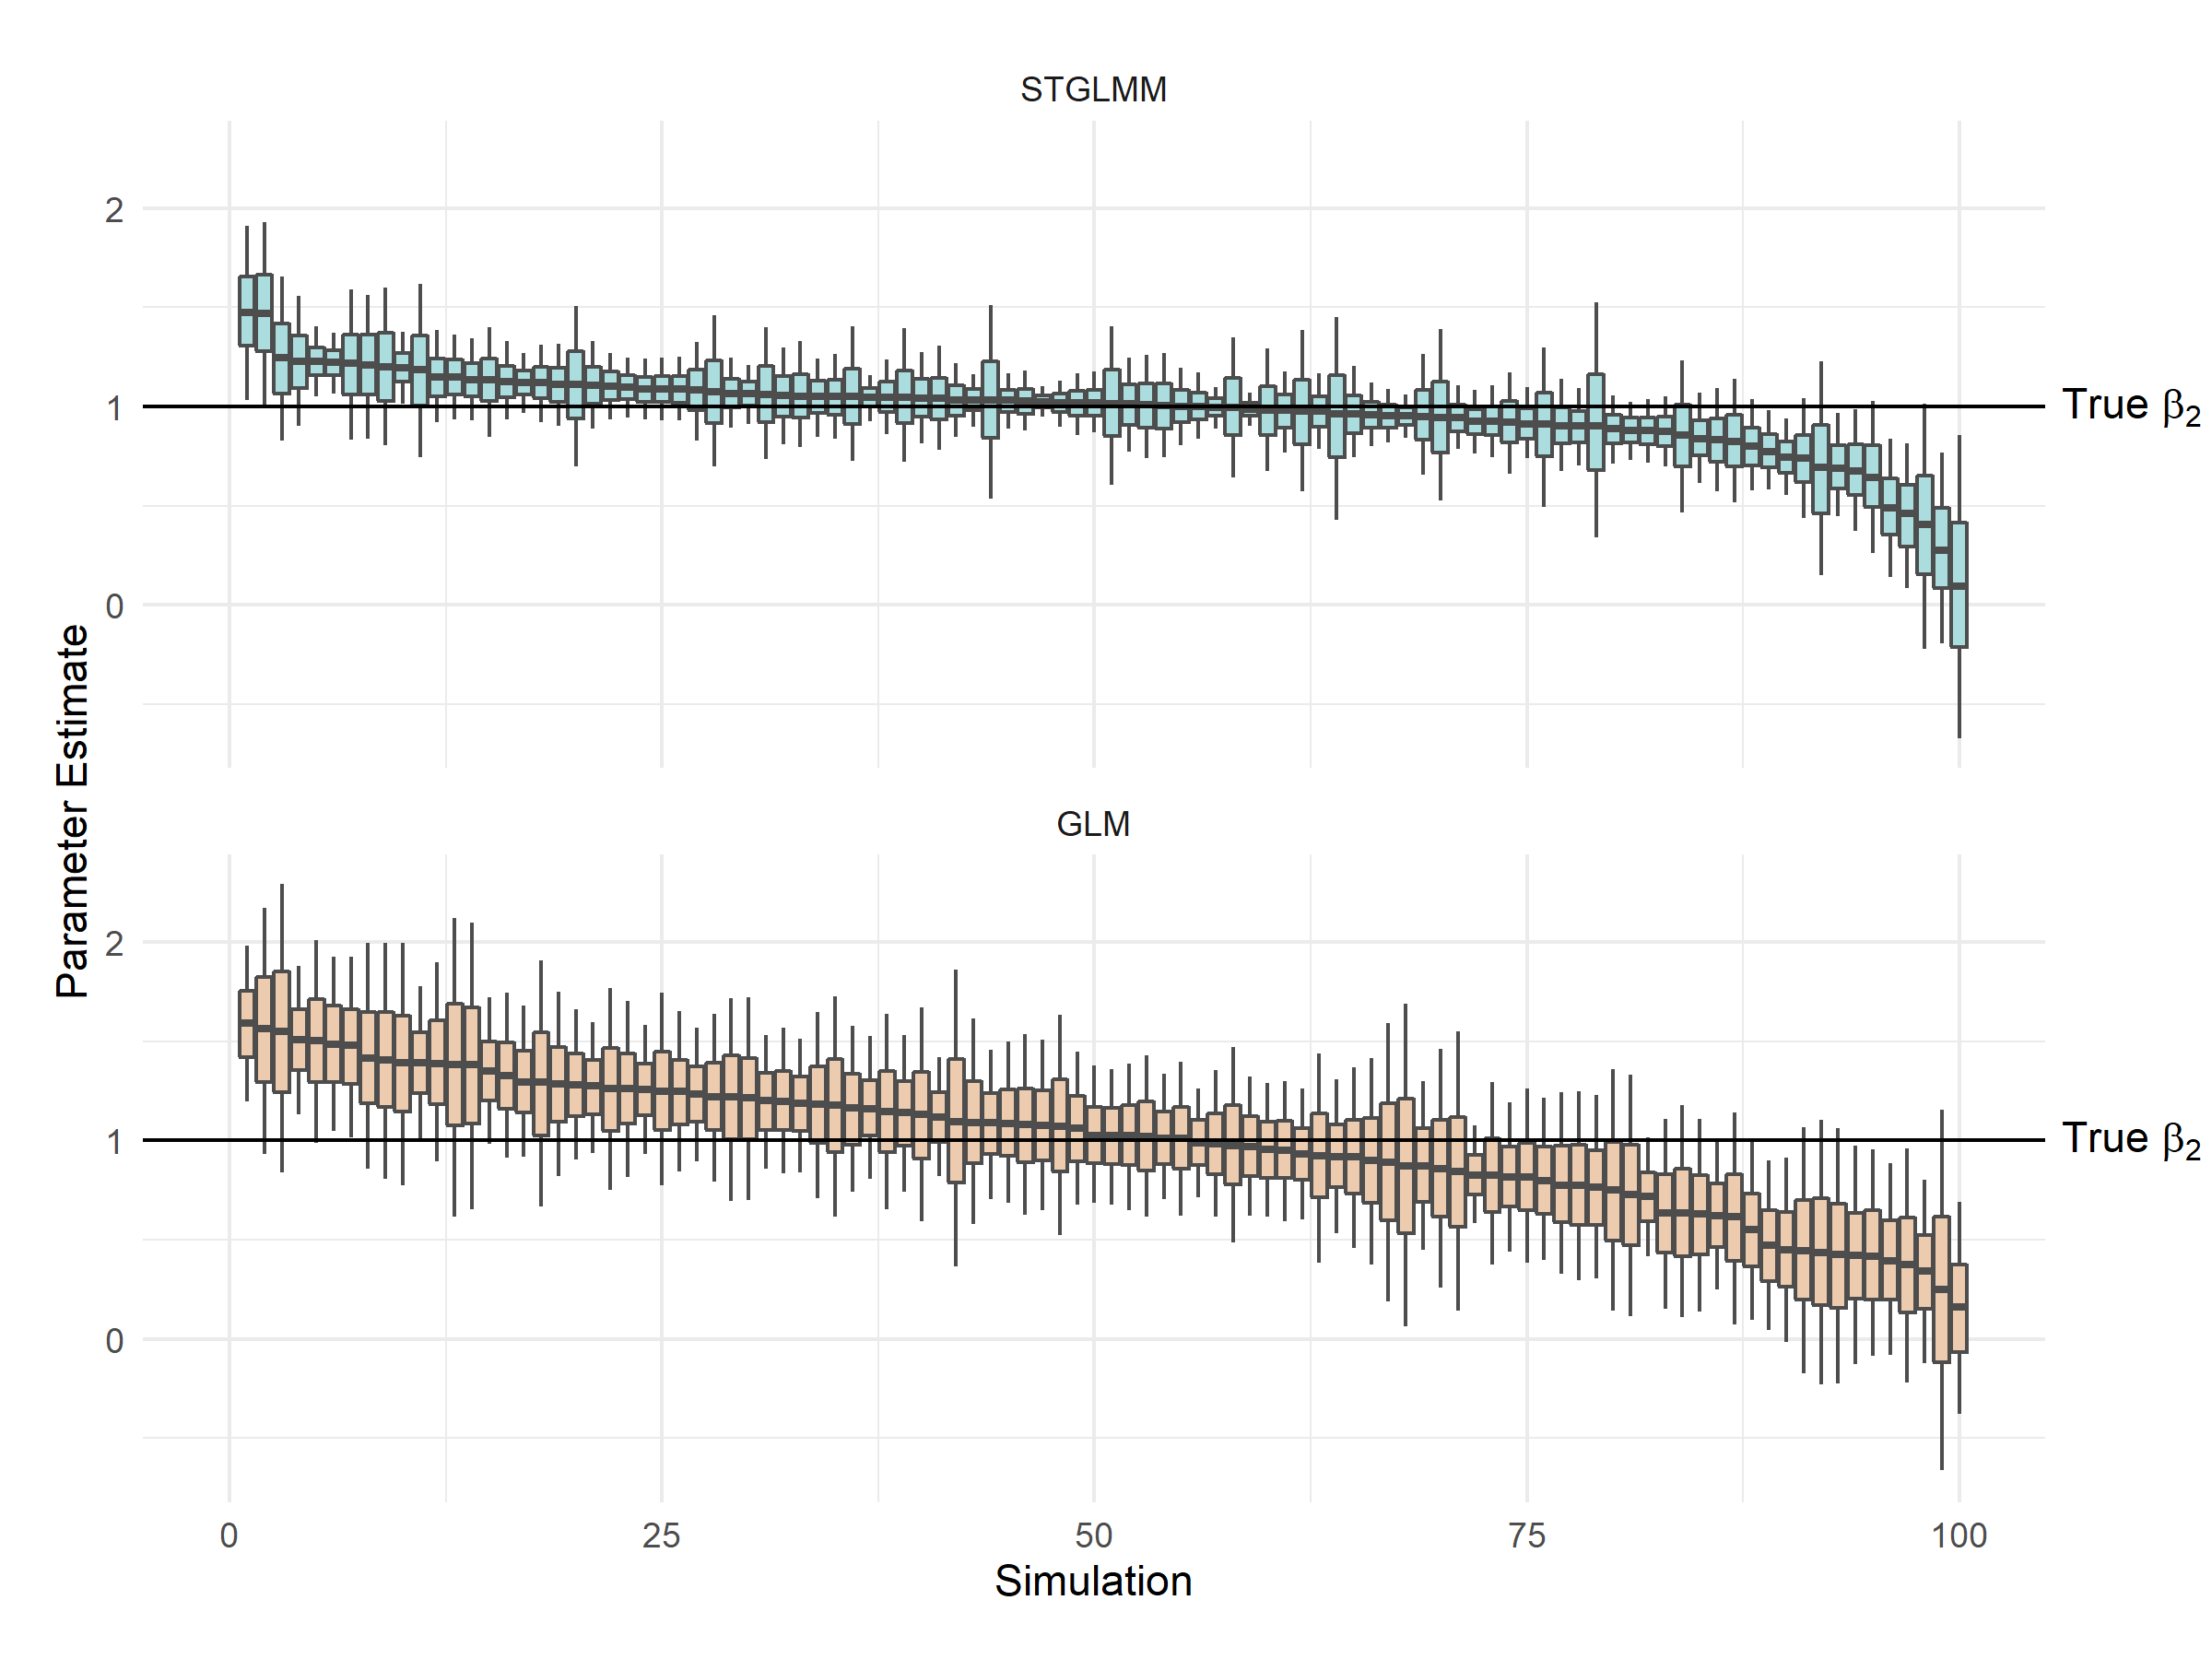 STGLMM
2
1
0
True β₂
Parameter Estimate
GLM
2
1
0
True β₂
0 25 50 75 100
Simulation